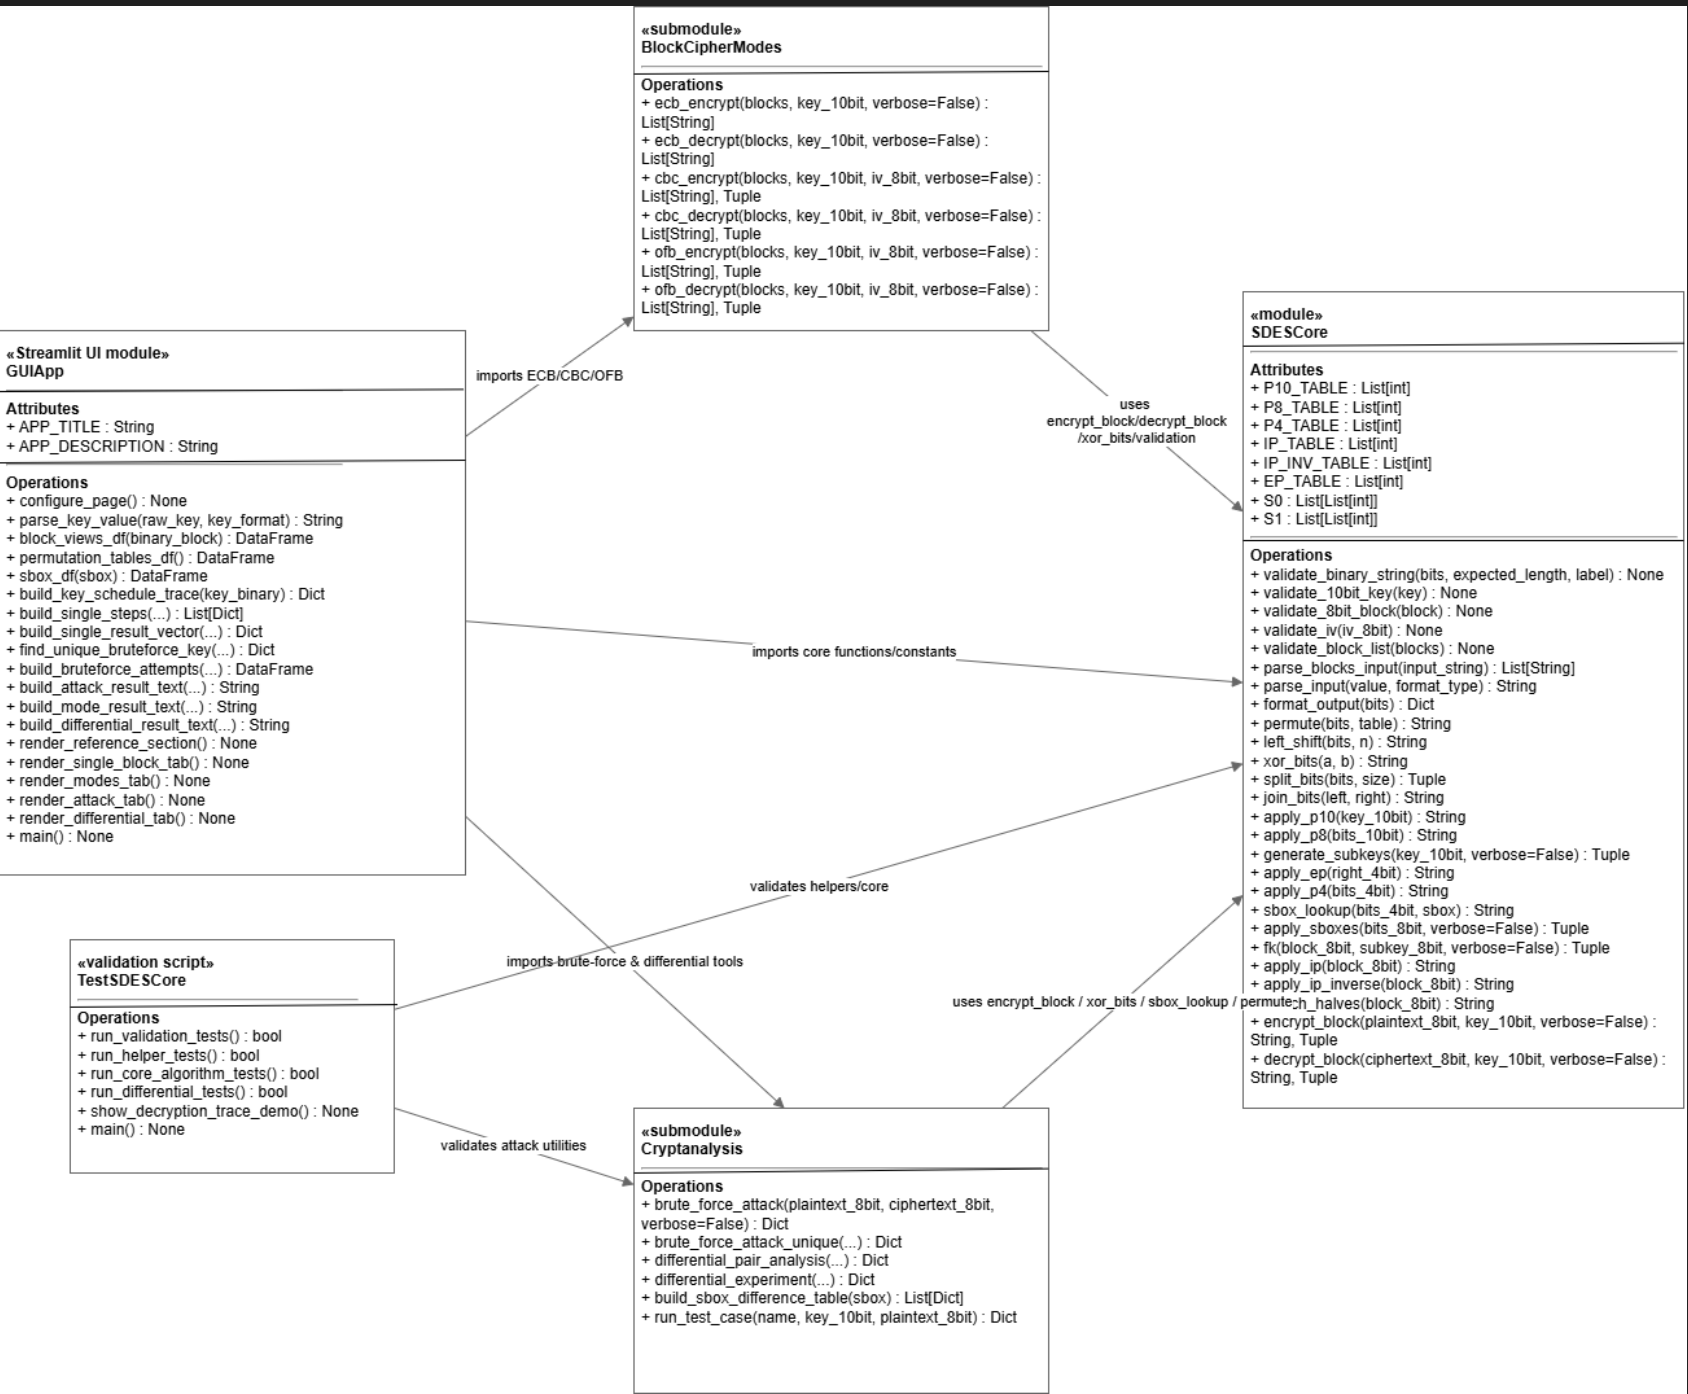 «submodule»
BlockCipherModes
Operations
+ ecb_encrypt(blocks, key_10bit, verbose=False) :
List[String]
+ ecb_decrypt(blocks, key_10bit, verbose=False) :
List[String]
+ cbc_encrypt(blocks, key_10bit, iv_8bit, verbose=False) :
List[String], Tuple
+ cbc_decrypt(blocks, key_10bit, iv_8bit, verbose=False) :
List[String], Tuple
+ ofb_encrypt(blocks, key_10bit, iv_8bit, verbose=False) :
List[String], Tuple
+ ofb_decrypt(blocks, key_10bit, iv_8bit, verbose=False) :
List[String], Tuple
«Streamlit UI module»
GUIApp
Attributes
+ APP_TITLE : String
+ APP_DESCRIPTION : String
Operations
+ configure_page() : None
+ parse_key_value(raw_key, key_format) : String
+ block_views_df(binary_block) : DataFrame
+ permutation_tables_df() : DataFrame
+ sbox_df(sbox) : DataFrame
+ build_key_schedule_trace(key_binary) : Dict
+ build_single_steps(...) : List[Dict]
+ build_single_result_vector(...) : Dict
+ find_unique_bruteforce_key(...) : Dict
+ build_bruteforce_attempts(...) : DataFrame
+ build_attack_result_text(...) : String
+ build_mode_result_text(...) : String
+ build_differential_result_text(...) : String
+ render_reference_section() : None
+ render_single_block_tab() : None
+ render_modes_tab() : None
+ render_attack_tab() : None
+ render_differential_tab() : None
+ main() : None
imports ECB/CBC/OFB
uses
encrypt_block/decrypt_block
/xor_bits/validation
imports core functions/constants
validates helpers/core
imports brute-force & differential tools
uses encrypt_block / xor_bits / sbox_lookup / permute
validates attack utilities
«module»
SDESCore
Attributes
+ P10_TABLE : List[int]
+ P8_TABLE : List[int]
+ P4_TABLE : List[int]
+ IP_TABLE : List[int]
+ IP_INV_TABLE : List[int]
+ EP_TABLE : List[int]
+ S0 : List[List[int]]
+ S1 : List[List[int]]
Operations
+ validate_binary_string(bits, expected_length, label) : None
+ validate_10bit_key(key) : None
+ validate_8bit_block(block) : None
+ validate_iv(iv_8bit) : None
+ validate_block_list(blocks) : None
+ parse_blocks_input(input_string) : List[String]
+ parse_input(value, format_type) : String
+ format_output(bits) : Dict
+ permute(bits, table) : String
+ left_shift(bits, n) : String
+ xor_bits(a, b) : String
+ split_bits(bits, size) : Tuple
+ join_bits(left, right) : String
+ apply_p10(key_10bit) : String
+ apply_p8(bits_10bit) : String
+ generate_subkeys(key_10bit, verbose=False) : Tuple
+ apply_ep(right_4bit) : String
+ apply_p4(bits_4bit) : String
+ sbox_lookup(bits_4bit, sbox) : String
+ apply_sboxes(bits_8bit, verbose=False) : Tuple
+ fk(block_8bit, subkey_8bit, verbose=False) : Tuple
+ apply_ip(block_8bit) : String
+ apply_ip_inverse(block_8bit) : String
ch_halves(block_8bit) : String
+ encrypt_block(plaintext_8bit, key_10bit, verbose=False) :
String, Tuple
+ decrypt_block(ciphertext_8bit, key_10bit, verbose=False) :
String, Tuple
«validation script»
TestSDESCore
Operations
+ run_validation_tests() : bool
+ run_helper_tests() : bool
+ run_core_algorithm_tests() : bool
+ run_differential_tests() : bool
+ show_decryption_trace_demo() : None
+ main() : None
«submodule»
Cryptanalysis
Operations
+ brute_force_attack(plaintext_8bit, ciphertext_8bit,
verbose=False) : Dict
+ brute_force_attack_unique(...) : Dict
+ differential_pair_analysis(...) : Dict
+ differential_experiment(...) : Dict
+ build_sbox_difference_table(sbox) : List[Dict]
+ run_test_case(name, key_10bit, plaintext_8bit) : Dict